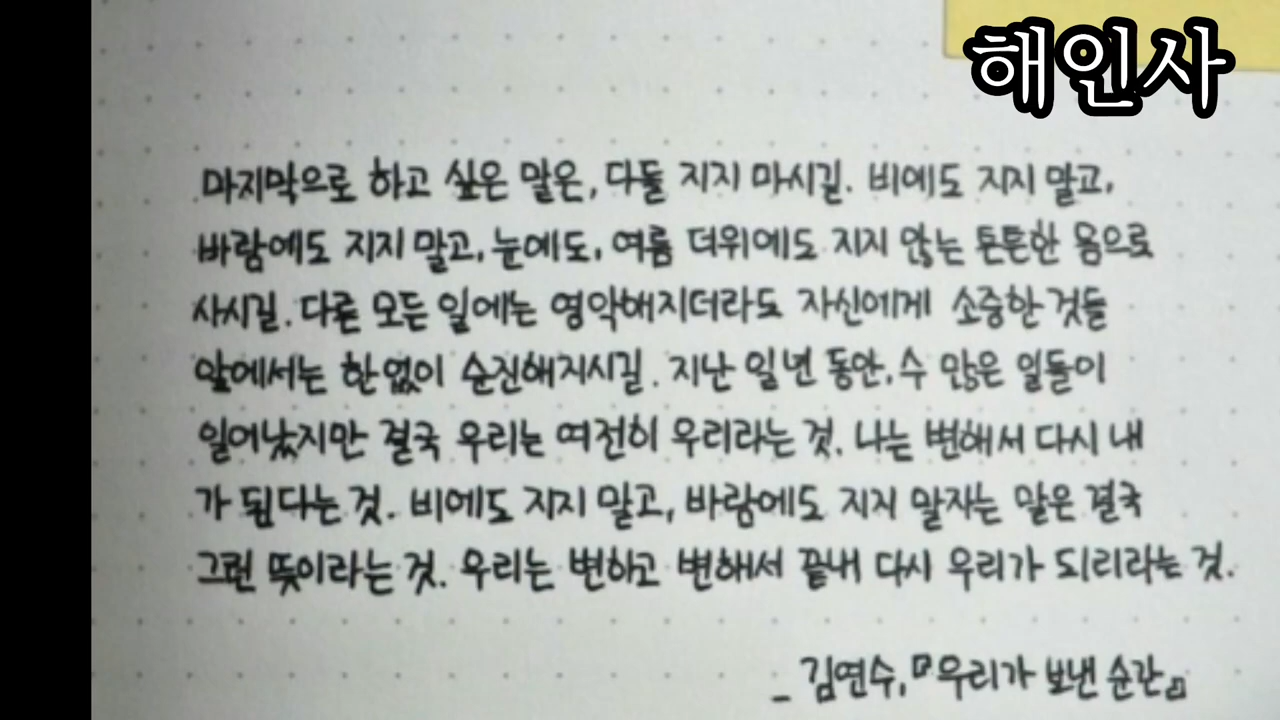 해인사
마지막으로 하고 싶은 말은, 다들 지지 마시길. 비에도 지지 말고,
바람에도 지지 말고, 눈에도, 여름 더위에도 지지 않는 튼튼한 몸으로
사시길. 다른 모든 일에는 영악해지더라도 자신에게 소중한 것들
앞에서는 한없이 순진해지시길. 지난 일년 동안, 수 많은 일들이
일어났지만 결국 우리는 여전히 우리라는 것. 나는 변해서 다시 내
가 된다는 것. 비에도 지지 말고, 바람에도 지지 말자는 말은 결국
그런 뜻이라는 것. 우리는 변하고 변해서 끝내 다시 우리가 되리라는 것.
_ 김연수, 『우리가 보낸 순간』